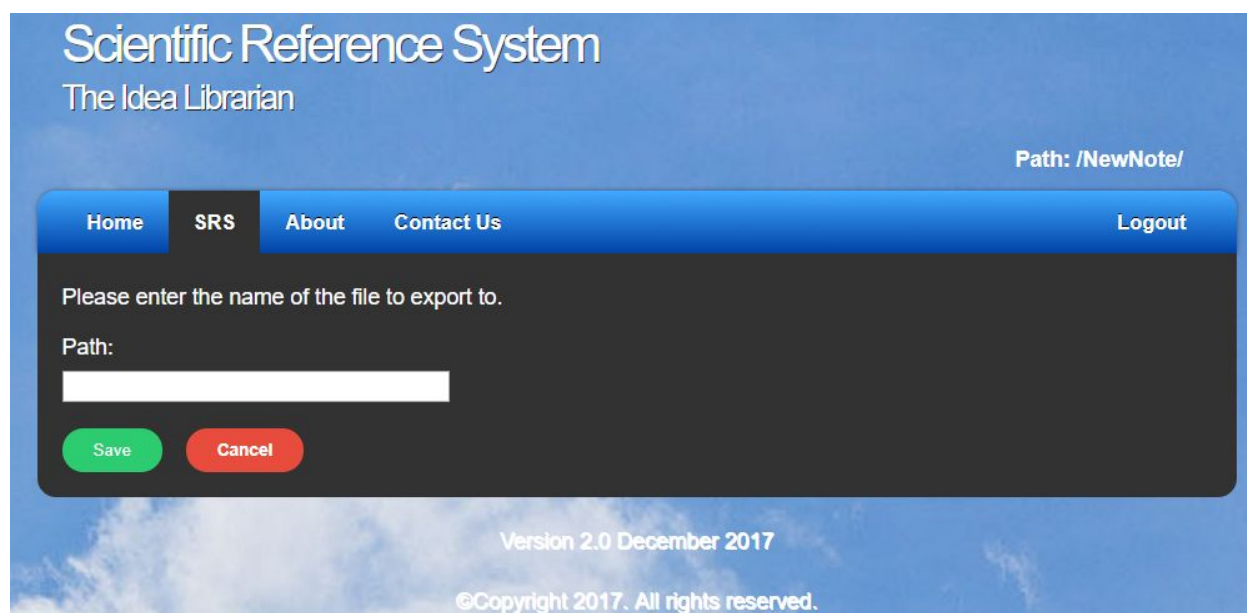 Scientific Reference System
The Idea Librarian
Path: /NewNote/
Home SRS About Contact Us Logout
Please enter the name of the file to export to.
Path:
Save Cancel
Version 2.0 December 2017
©Copyright 2017. All rights reserved.